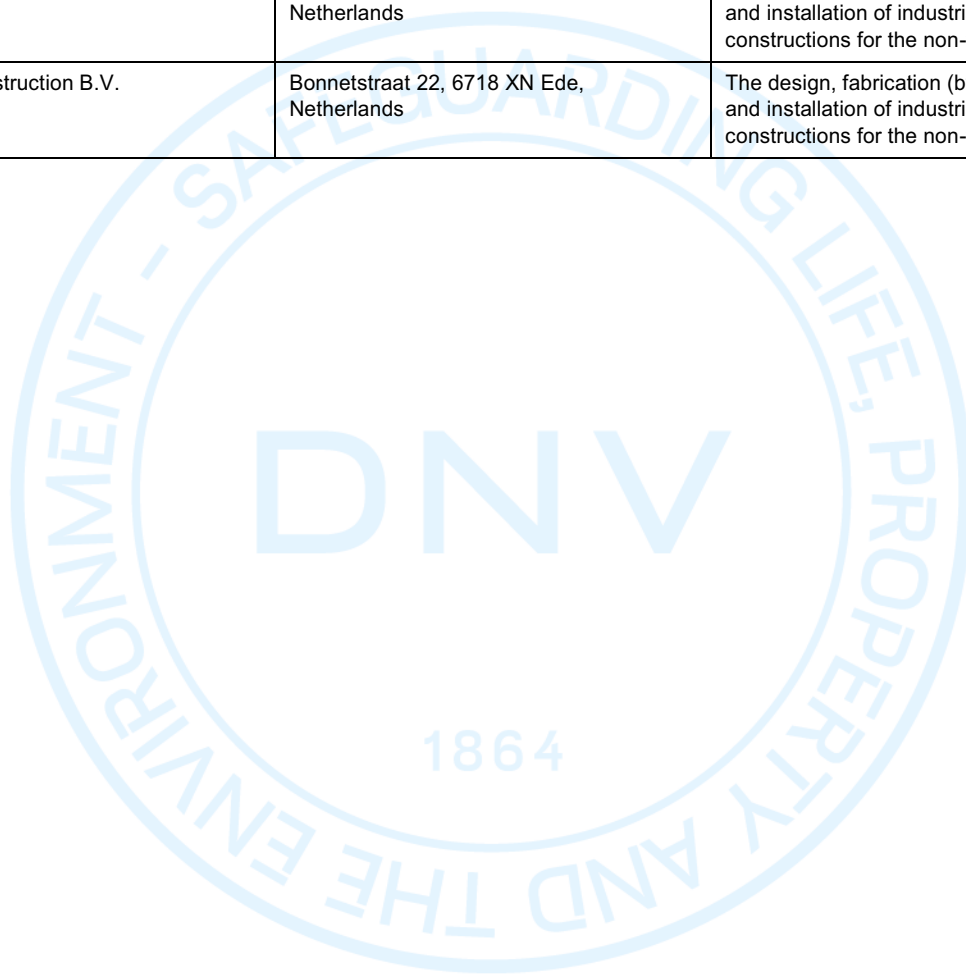 Netherlands
and installation of industri
constructions for the non-
struction B.V.
Bonnetstraat 22, 6718 XN Ede,
Netherlands
The design, fabrication (b
and installation of industri
constructions for the non-
SAFEGUARDING LIFE, PROPERTY AND THE ENVIRONMENT -
DNV
1864